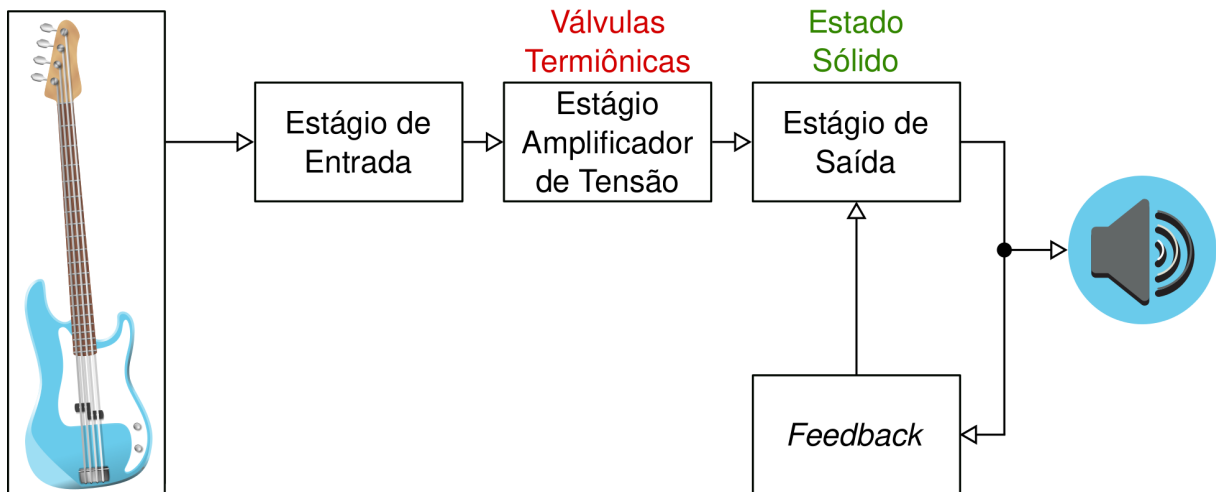 Válvulas
Termiônicas
Estado
Sólido
Estágio de
Entrada
Estágio
Amplificador
de Tensão
Estágio de
Saída
Feedback